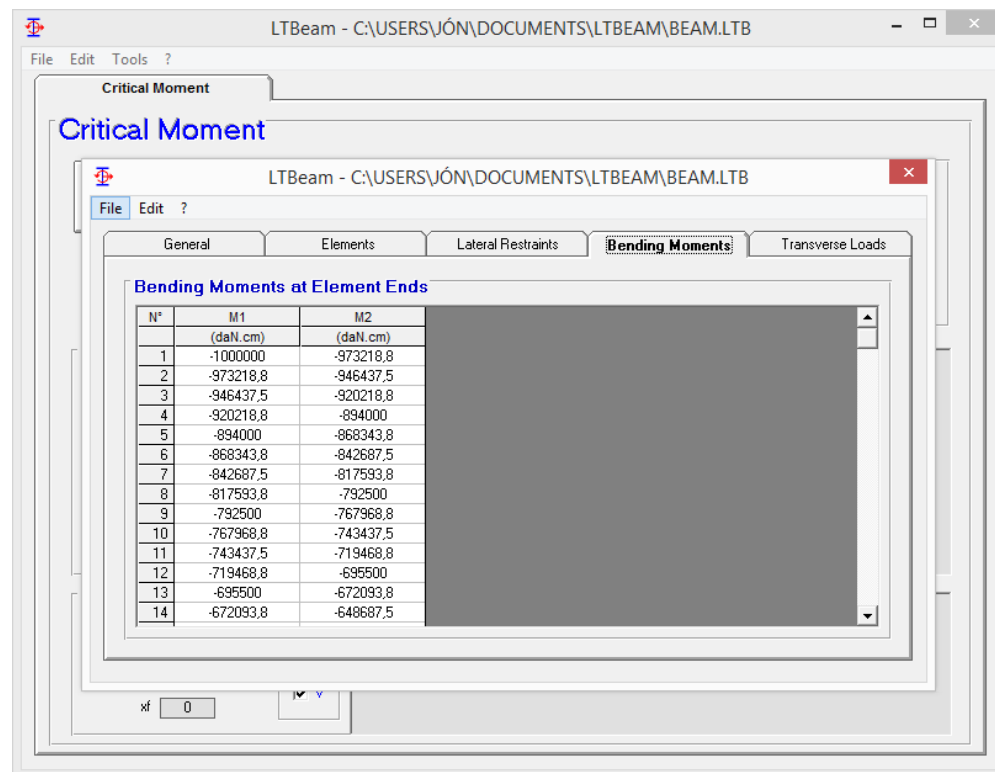 LTBeam - C:\USERS\JÓN\DOCUMENTS\LTBEAM\BEAM.LTB
File Edit Tools ?
Critical Moment
Critical Moment
LTBeam - C:\USERS\JÓN\DOCUMENTS\LTBEAM\BEAM.LTB
File Edit ?
General Elements Lateral Restraints Bending Moments Transverse Loads
Bending Moments at Element Ends
N° M1 M2
(daN.cm) (daN.cm)
1 -1000000 -973218,8
2 -973218,8 -946437,5
3 -946437,5 -920218,8
4 -920218,8 -894000
5 -894000 -868343,8
6 -868343,8 -842687,5
7 -842687,5 -817593,8
8 -817593,8 -792500
9 -792500 -767968,8
10 -767968,8 -743437,5
11 -743437,5 -719468,8
12 -719468,8 -695500
13 -695500 -672093,8
14 -672093,8 -648687,5
xf 0